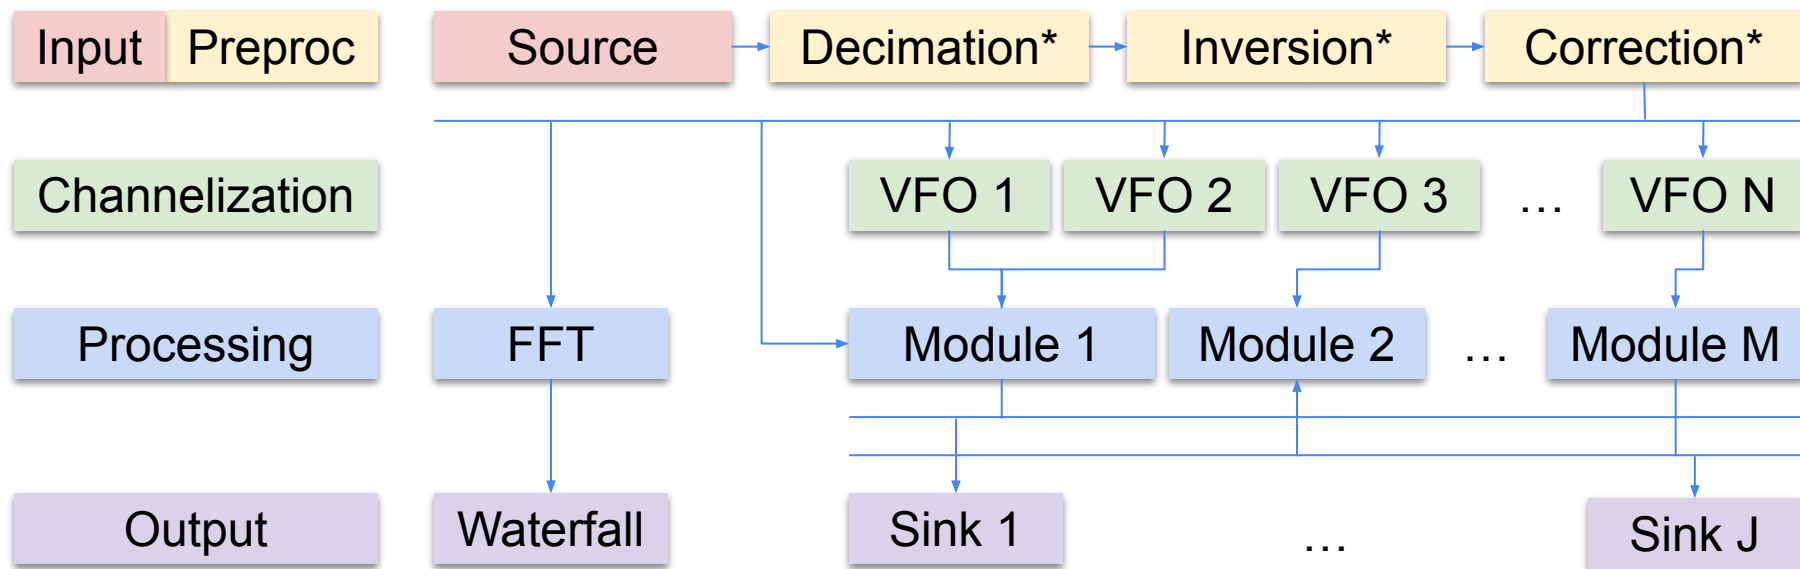 Input Preproc Source Decimation* Inversion* Correction*
Channelization VFO 1 VFO 2 VFO 3 ... VFO N
Processing FFT Module 1 Module 2 ... Module M
Output Waterfall Sink 1 ... Sink J